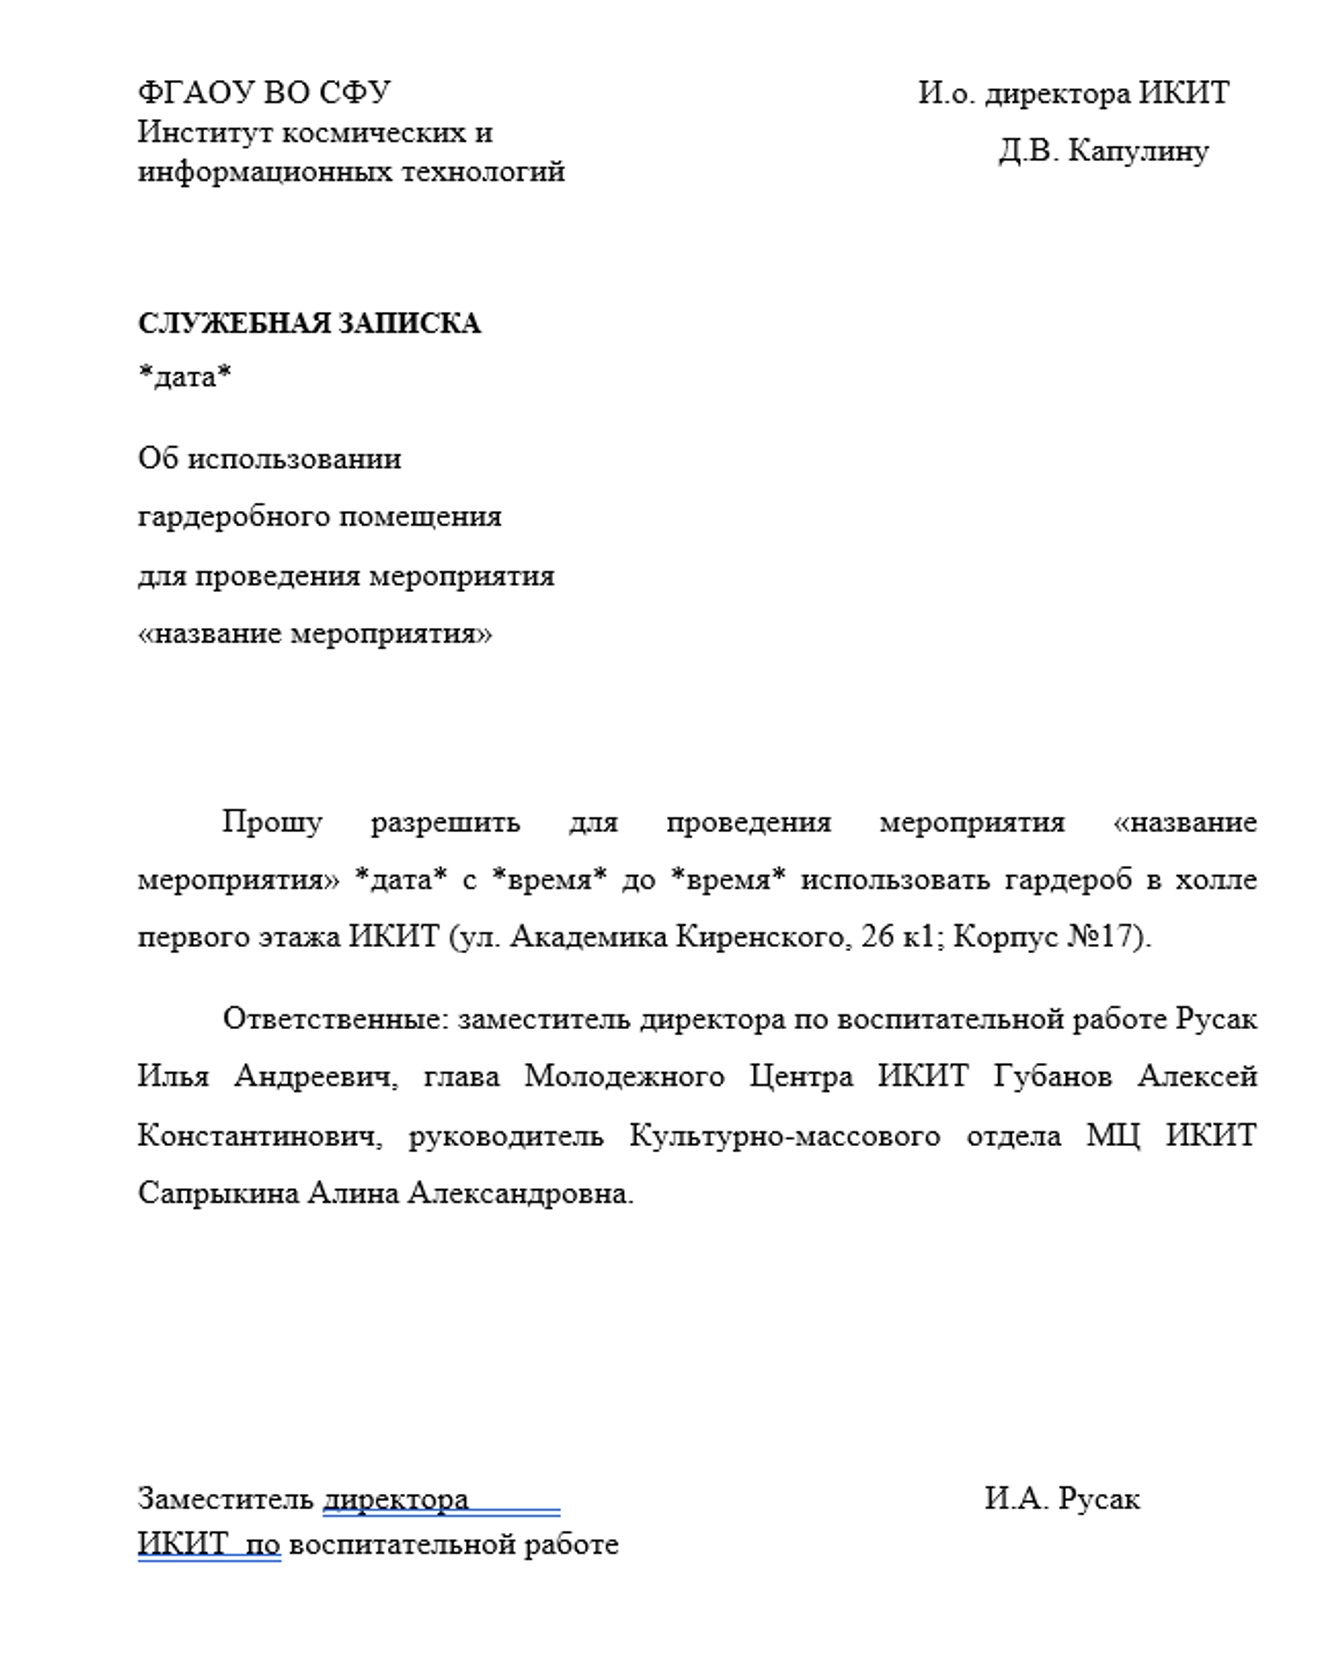 ФГАОУ ВО СФУ
Институт космических и
информационных технологий
И.о. директора ИКИТ
Д.В. Капулину
СЛУЖЕБНАЯ ЗАПИСКА
*дата*
Об использовании
гардеробного помещения
для проведения мероприятия
«название мероприятия»
Прошу разрешить для проведения мероприятия «название
мероприятия» *дата* с *время* до *время* использовать гардероб в холле
первого этажа ИКИТ (ул. Академика Киренского, 26 к1; Корпус №17).
Ответственные: заместитель директора по воспитательной работе Русак
Илья Андреевич, глава Молодежного Центра ИКИТ Губанов Алексей
Константинович, руководитель Культурно-массового отдела МЦ ИКИТ
Сапрыкина Алина Александровна.
Заместитель директора И.А. Русак
ИКИТ по воспитательной работе